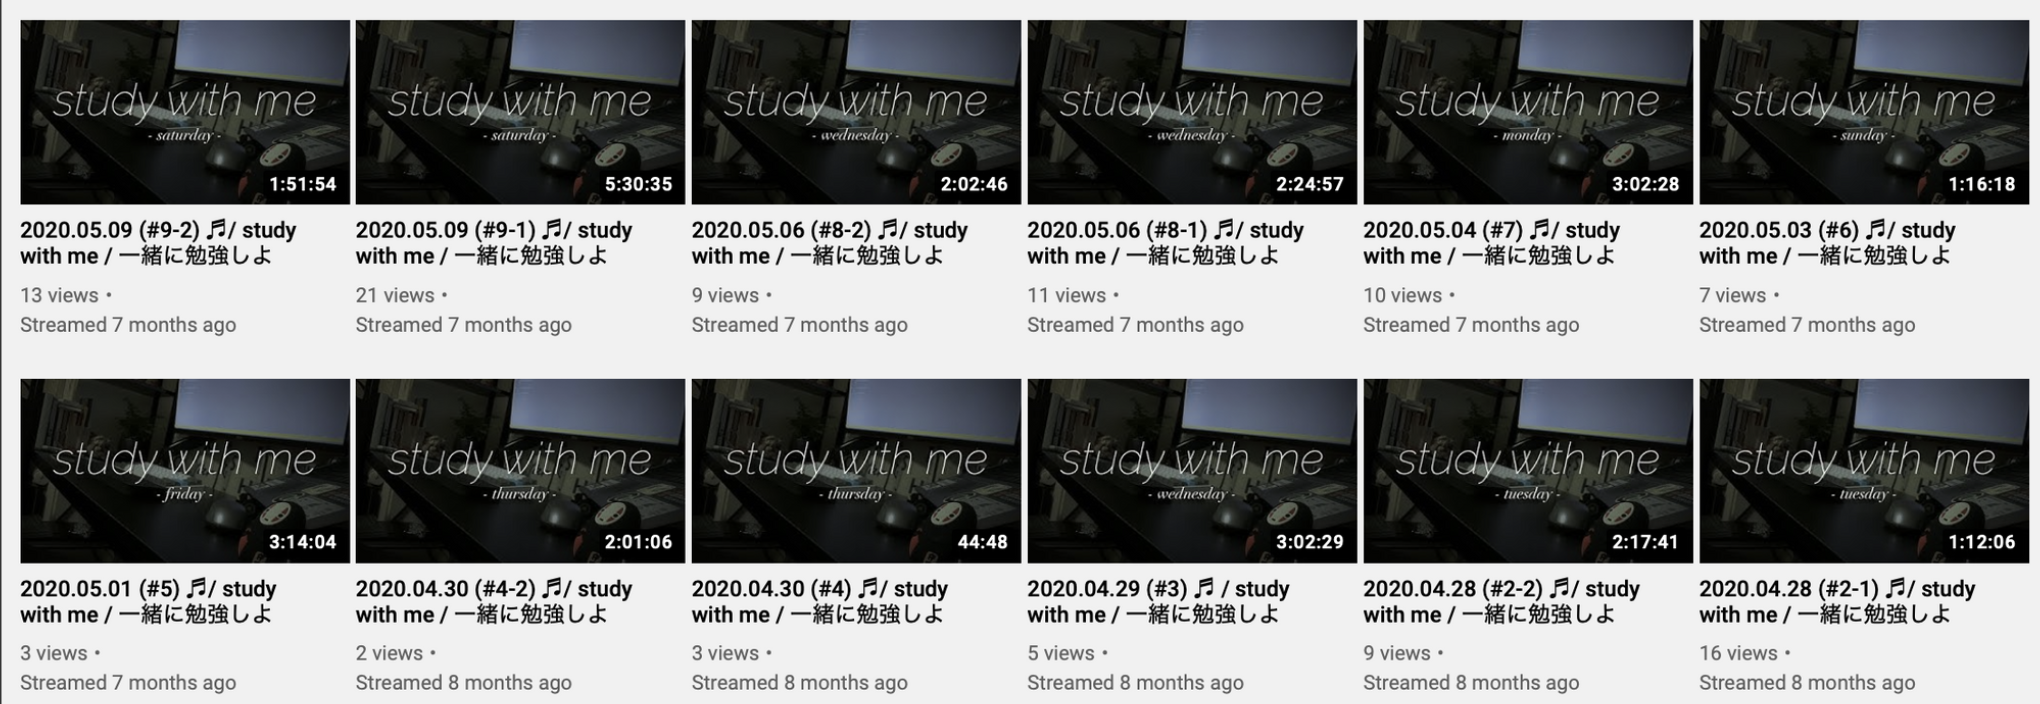 study with me
- saturday -
1:51:54
2020.05.09 (#9-2) 🎵/ study
with me / 一緒に勉強しよ
13 views •
Streamed 7 months ago
study with me
- saturday -
5:30:35
2020.05.09 (#9-1) 🎵/ study
with me / 一緒に勉強しよ
21 views •
Streamed 7 months ago
study with me
- wednesday -
2:02:46
2020.05.06 (#8-2) 🎵/ study
with me / 一緒に勉強しよ
9 views •
Streamed 7 months ago
study with me
- wednesday -
2:24:57
2020.05.06 (#8-1) 🎵/ study
with me / 一緒に勉強しよ
11 views •
Streamed 7 months ago
study with me
- monday -
3:02:28
2020.05.04 (#7) 🎵/ study
with me / 一緒に勉強しよ
10 views •
Streamed 7 months ago
study with me
- sunday -
1:16:18
2020.05.03 (#6) 🎵/ study
with me / 一緒に勉強しよ
7 views •
Streamed 7 months ago
study with me
- friday -
3:14:04
2020.05.01 (#5) 🎵/ study
with me / 一緒に勉強しよ
3 views •
Streamed 7 months ago
study with me
- thursday -
2:01:06
2020.04.30 (#4-2) 🎵/ study
with me / 一緒に勉強しよ
2 views •
Streamed 8 months ago
study with me
- thursday -
44:48
2020.04.30 (#4) 🎵/ study
with me / 一緒に勉強しよ
3 views •
Streamed 8 months ago
study with me
- wednesday -
3:02:29
2020.04.29 (#3) 🎵 / study
with me / 一緒に勉強しよ
5 views •
Streamed 8 months ago
study with me
- tuesday -
2:17:41
2020.04.28 (#2-2) 🎵/ study
with me / 一緒に勉強しよ
9 views •
Streamed 8 months ago
study with me
- tuesday -
1:12:06
2020.04.28 (#2-1) 🎵/ study
with me / 一緒に勉強しよ
16 views •
Streamed 8 months ago